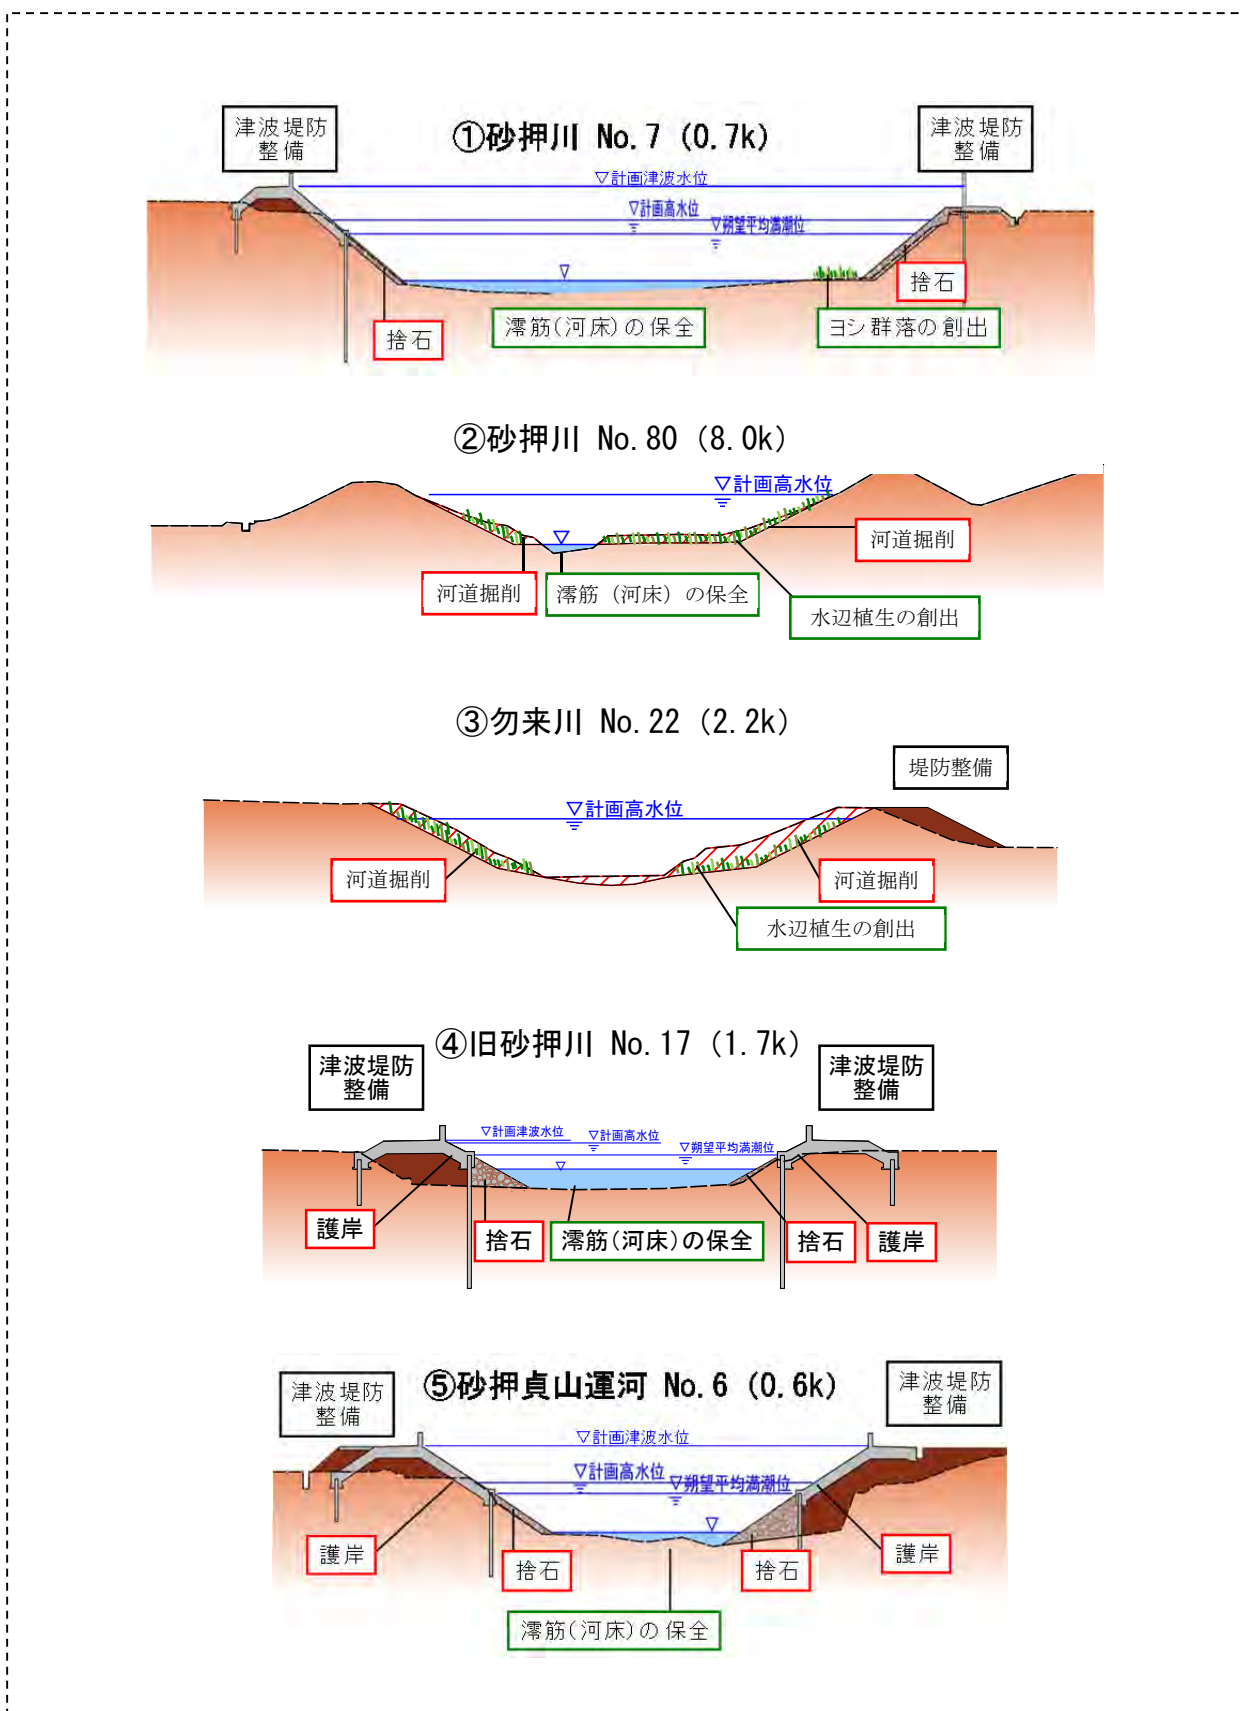 ①砂押川 No.7 (0.7k)
津波堤防
整備
津波堤防
整備
▽計画津波水位
▽計画高水位
▽朔望平均満潮位
▽
捨石
澪筋(河床)の保全
ヨシ群落の創出
捨石
②砂押川 No.80 (8.0k)
▽計画高水位
▽
河道掘削
河道掘削
澪筋(河床)の保全
水辺植生の創出
③勿来川 No.22 (2.2k)
堤防整備
▽計画高水位
河道掘削
河道掘削
水辺植生の創出
④旧砂押川 No.17 (1.7k)
津波堤防
整備
津波堤防
整備
▽計画津波水位
▽計画高水位
▽朔望平均満潮位
▽
護岸
捨石
澪筋(河床)の保全
捨石
護岸
⑤砂押貞山運河 No.6 (0.6k)
津波堤防
整備
津波堤防
整備
▽計画津波水位
▽計画高水位
▽朔望平均満潮位
▽
護岸
捨石
捨石
護岸
澪筋(河床)の保全